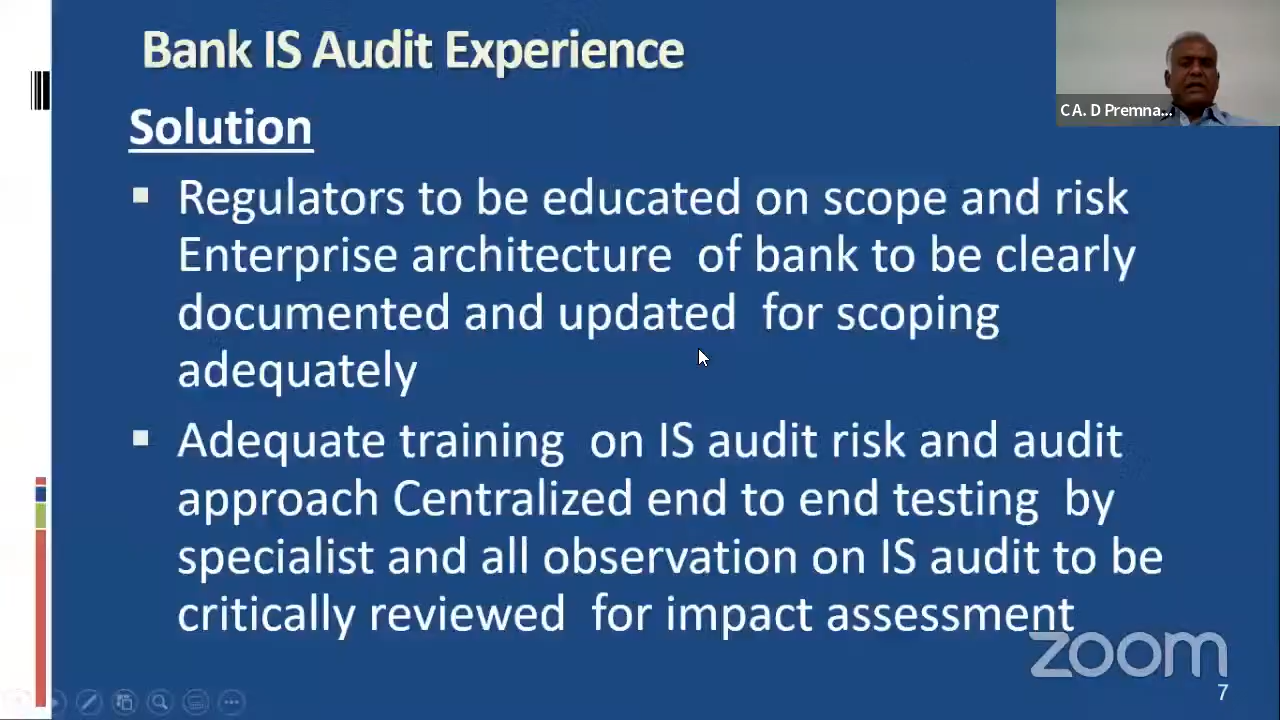 Bank IS Audit Experience
CA. D Premna...
Solution
Regulators to be educated on scope and risk
Enterprise architecture of bank to be clearly
documented and updated for scoping
adequately
Adequate training on IS audit risk and audit
approach Centralized end to end testing by
specialist and all observation on IS audit to be
critically reviewed for impact assessment
zoom
7